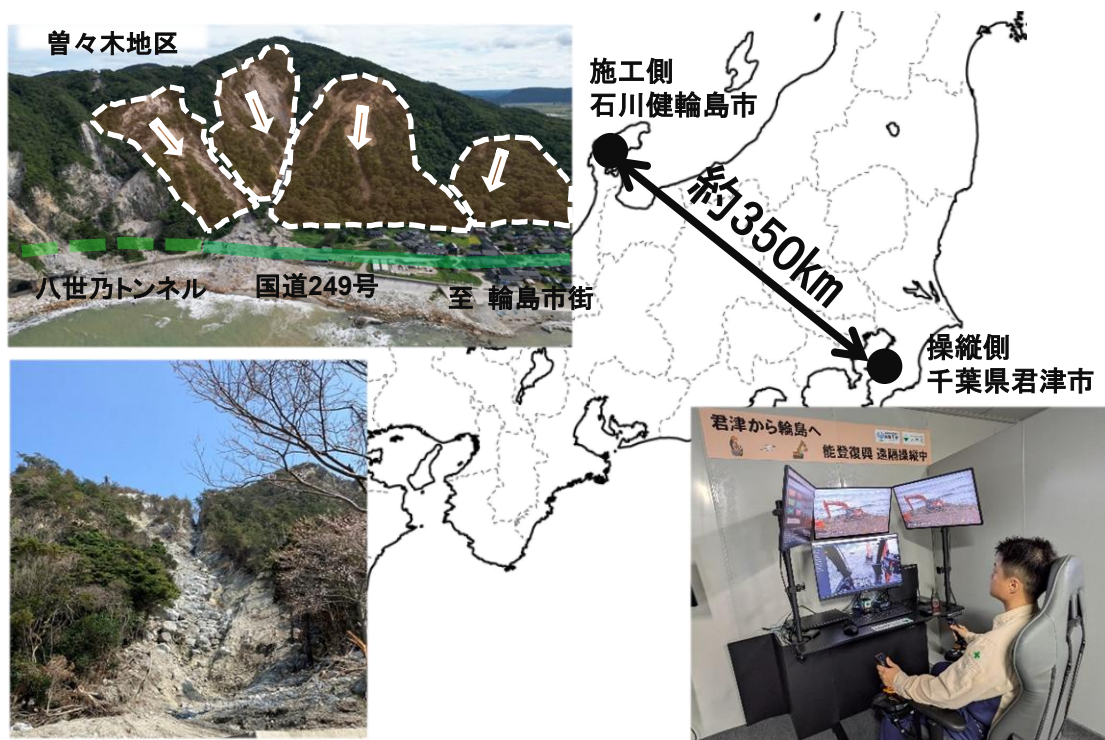 曽々木地区
八世乃トンネル
国道249号
至 輪島市街
施工側
石川健輪島市
約350km
操縦側
千葉県君津市
君津から輪島へ
能登復興 遠隔操縦中